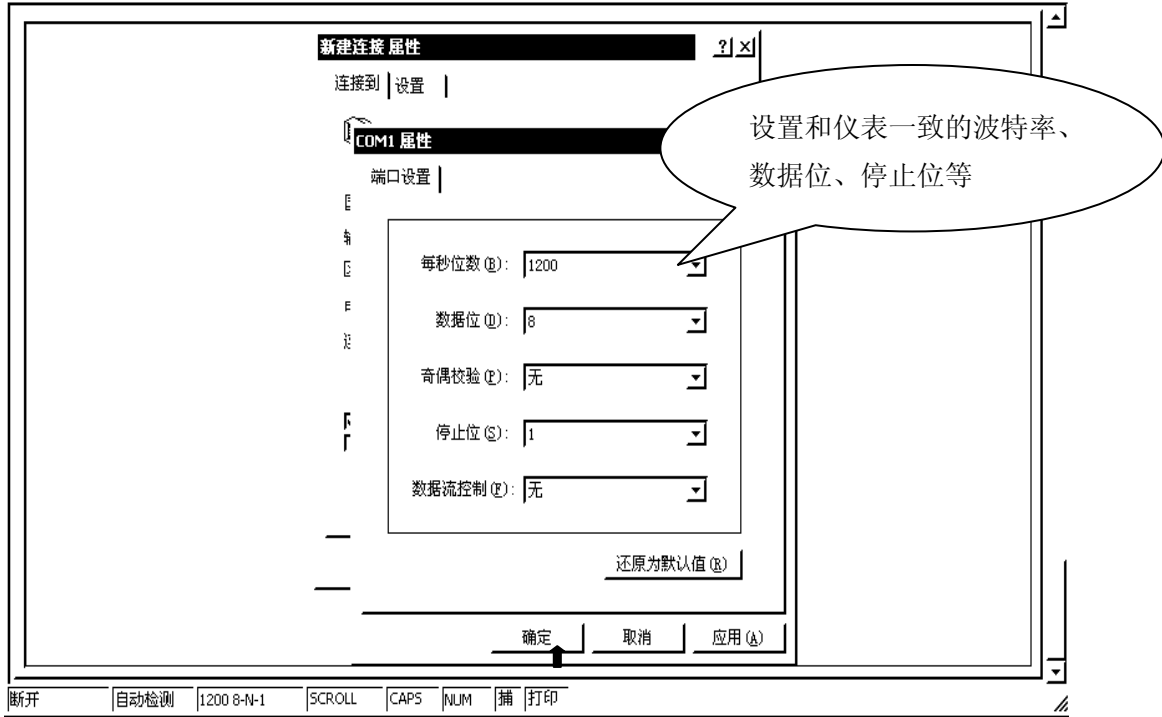 新建连接 属性
? ×
连接到 设置
设置和仪表一致的波特率、
数据位、停止位等
COM1 属性
端口设置
每秒位数(B): 1200
数据位(D): 8
奇偶校验(P): 无
停止位(S): 1
数据流控制(F): 无
还原为默认值(R)
确定 取消 应用(A)
断开 自动检测 1200 8-N-1 SCROLL CAPS NUM 捕 打印